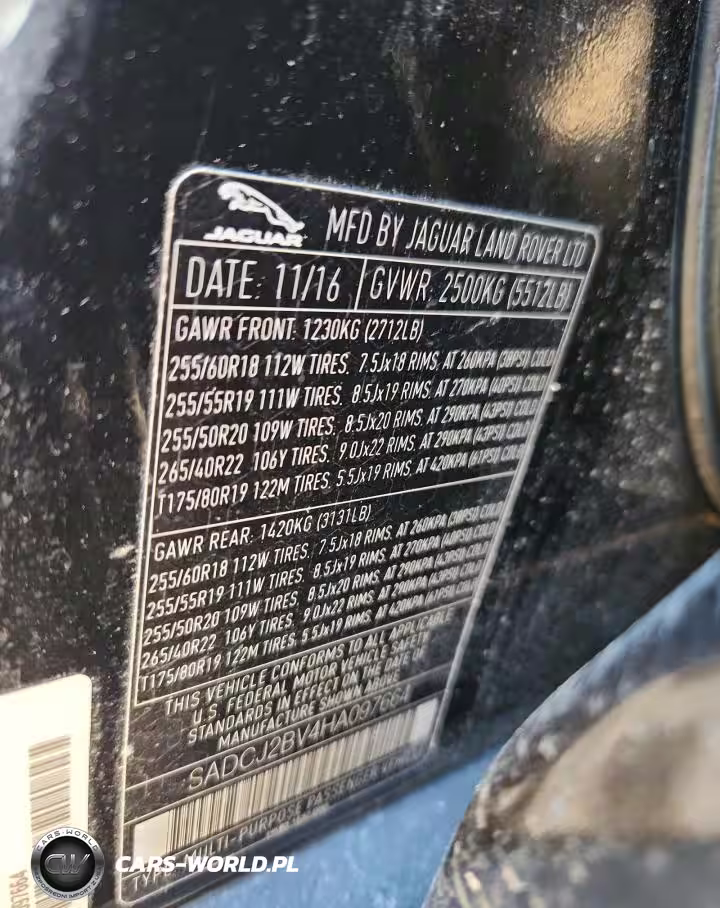 JAGUAR MFD BY JAGUAR LAND ROVER LTD
DATE: 11/16 GVWR: 2500KG (5512LB)
GAWR FRONT: 1230KG (2712LB)
255/60R18 112W TIRES, 7.5Jx18 RIMS, AT 260KPA (38PSI) COLD
255/55R19 111W TIRES, 8.5Jx19 RIMS, AT 270KPA (40PSI) COLD
255/50R20 109W TIRES, 8.5Jx20 RIMS, AT 290KPA (43PSI) COLD
265/40R22 106Y TIRES, 9.0Jx22 RIMS, AT 290KPA (43PSI) COLD
T175/80R19 122M TIRES, 5.5Jx19 RIMS, AT 420KPA (61PSI) COLD
GAWR REAR: 1420KG (3131LB)
255/60R18 112W TIRES, 7.5Jx18 RIMS, AT 260KPA (38PSI) COLD
255/55R19 111W TIRES, 8.5Jx19 RIMS, AT 270KPA (40PSI) COLD
255/50R20 109W TIRES, 8.5Jx20 RIMS, AT 290KPA (43PSI) COLD
265/40R22 106Y TIRES, 9.0Jx22 RIMS, AT 290KPA (43PSI) COLD
T175/80R19 122M TIRES, 5.5Jx19 RIMS, AT 420KPA (61PSI) COLD
THIS VEHICLE CONFORMS TO ALL APPLICABLE
U.S. FEDERAL MOTOR VEHICLE SAFETY
STANDARDS IN EFFECT ON THE DATE OF
MANUFACTURE SHOWN ABOVE
SADCJ2BV4HA097664
TYPE: MULTI-PURPOSE PASSENGER VEHICLE
097664
CARS-WORLD
CW
CARS-WORLD.PL